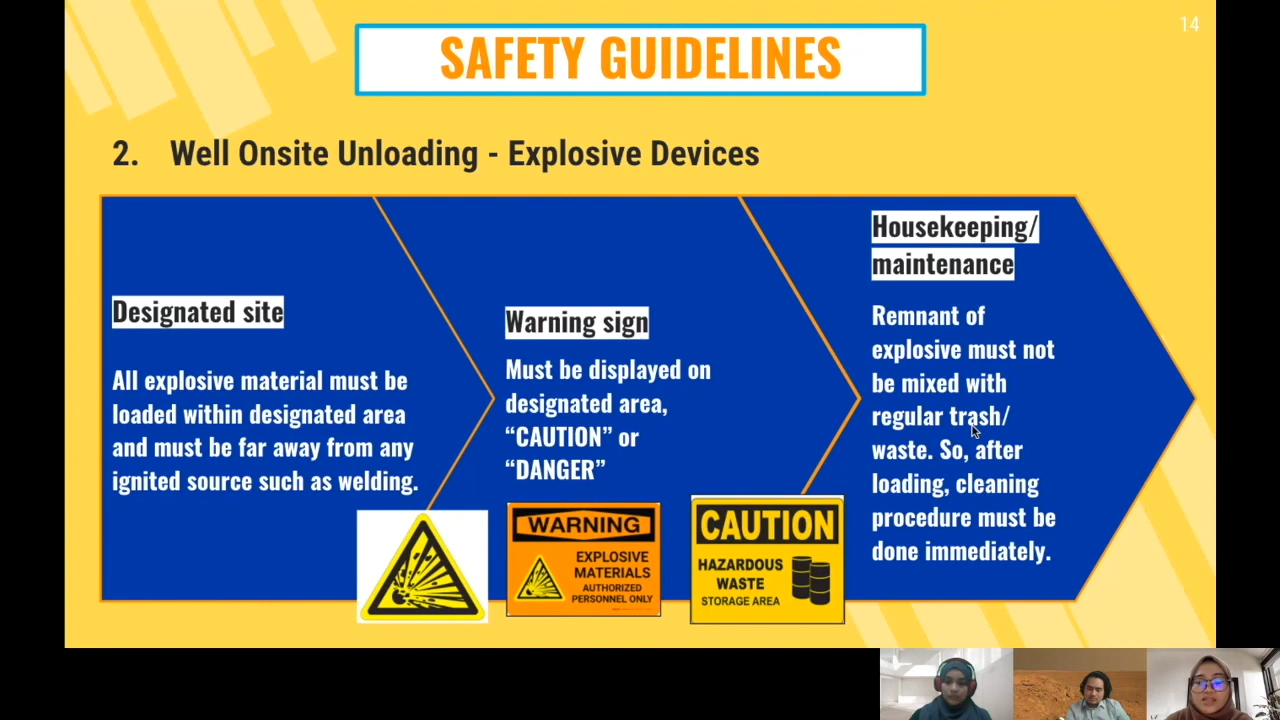 14
SAFETY GUIDELINES
2. Well Onsite Unloading - Explosive Devices
Designated site
All explosive material must be
loaded within designated area
and must be far away from any
ignited source such as welding.
Warning sign
Must be displayed on
designated area,
“CAUTION” or
“DANGER”
Housekeeping/
maintenance
Remnant of
explosive must not
be mixed with
regular trash/
waste. So, after
loading, cleaning
procedure must be
done immediately.
WARNING
EXPLOSIVE
MATERIALS
AUTHORIZED
PERSONNEL ONLY
CAUTION
HAZARDOUS
WASTE
STORAGE AREA